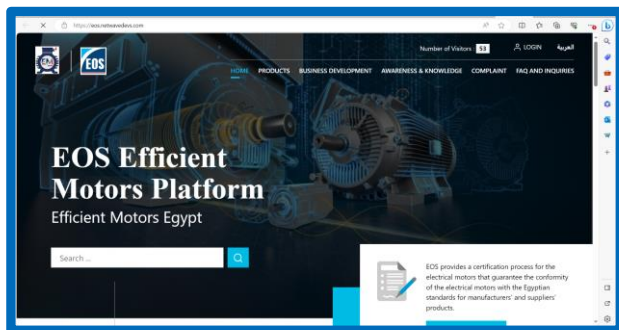 https://eos.netwavedevs.com
Number of Visitors : 53
LOGIN
العربية
EOS
HOME
PRODUCTS
BUSINESS DEVELOPMENT
AWARENESS & KNOWLEDGE
COMPLAINT
FAQ AND INQUIRIES
EOS Efficient
Motors Platform
Efficient Motors Egypt
Search ...
EOS provides a certification process for the
electrical motors that guarantee the conformity
of the electrical motors with the Egyptian
standards for manufacturers' and suppliers'
products.